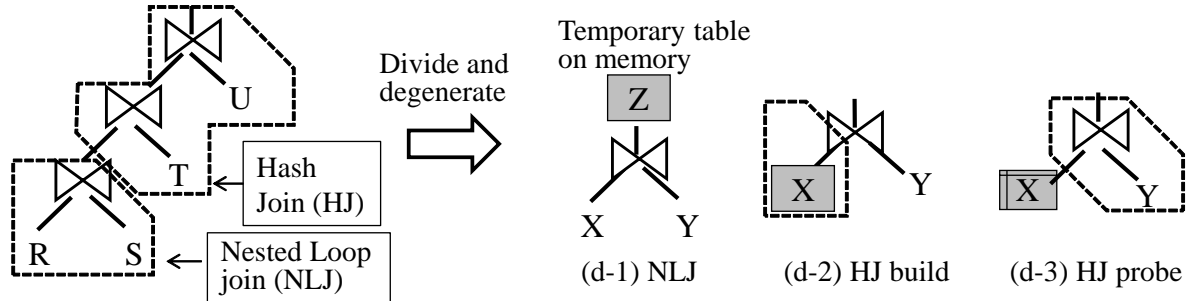 U
T
R
S
Hash
Join (HJ)
Nested Loop
join (NLJ)
Divide and
degenerate
Temporary table
on memory
Z
X
Y
(d-1) NLJ
X
Y
(d-2) HJ build
X
Y
(d-3) HJ probe